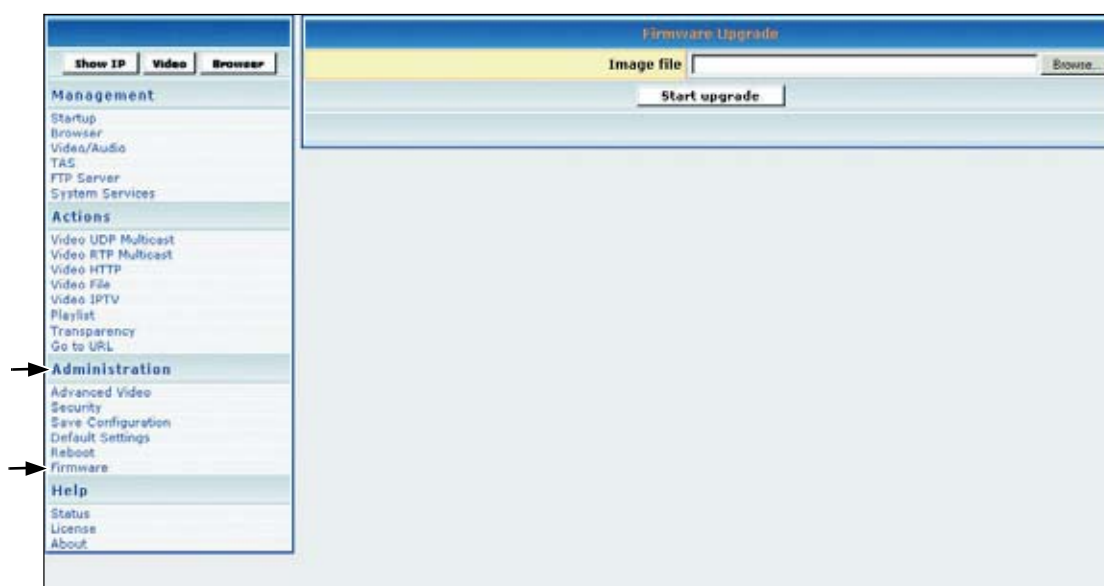 Show IP Video Browser
Management
Startup
Browser
Video/Audio
TAS
FTP Server
System Services
Actions
Video UDP Multicast
Video RTP Multicast
Video HTTP
Video File
Video IPTV
Playlist
Transparency
Go to URL
Administration
Advanced Video
Security
Save Configuration
Default Settings
Reboot
Firmware
Help
Status
License
About
Firmware Upgrade
Image file Browse...
Start upgrade